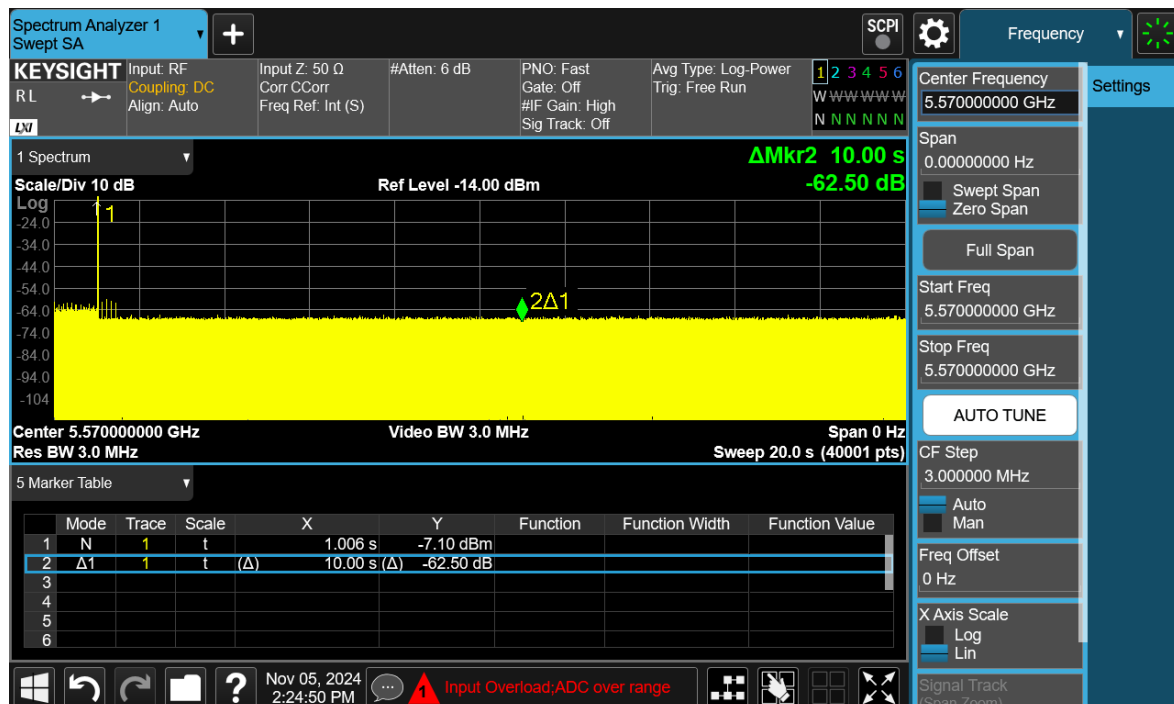 Spectrum Analyzer 1
Swept SA
+
SCPI
Frequency
KEYSIGHT
RL
LXI
Input: RF
Coupling: DC
Align: Auto
Input Z: 50 Ω
Corr CCorr
Freq Ref: Int (S)
#Atten: 6 dB
PNO: Fast
Gate: Off
#IF Gain: High
Sig Track: Off
Avg Type: Log-Power
Trig: Free Run
1 2 3 4 5 6
W W W W W W
N N N N N N
1 Spectrum
ΔMkr2 10.00 s
-62.50 dB
Scale/Div 10 dB
Ref Level -14.00 dBm
Log
1
-24.0
-34.0
-44.0
-54.0
-64.0
-74.0
-84.0
-94.0
-104
2Δ1
Center 5.570000000 GHz
Video BW 3.0 MHz
Span 0 Hz
Res BW 3.0 MHz
Sweep 20.0 s (40001 pts)
5 Marker Table
Mode Trace Scale X Y Function Function Width Function Value
1 N 1 t 1.006 s -7.10 dBm
2 Δ1 1 t (Δ) 10.00 s (Δ) -62.50 dB
3
4
5
6
?
Nov 05, 2024
2:24:50 PM
Input Overload;ADC over range
Settings
Center Frequency
5.570000000 GHz
Span
0.00000000 Hz
Swept Span
Zero Span
Full Span
Start Freq
5.570000000 GHz
Stop Freq
5.570000000 GHz
AUTO TUNE
CF Step
3.000000 MHz
Auto
Man
Freq Offset
0 Hz
X Axis Scale
Log
Lin
Signal Track
(Span Zoom)